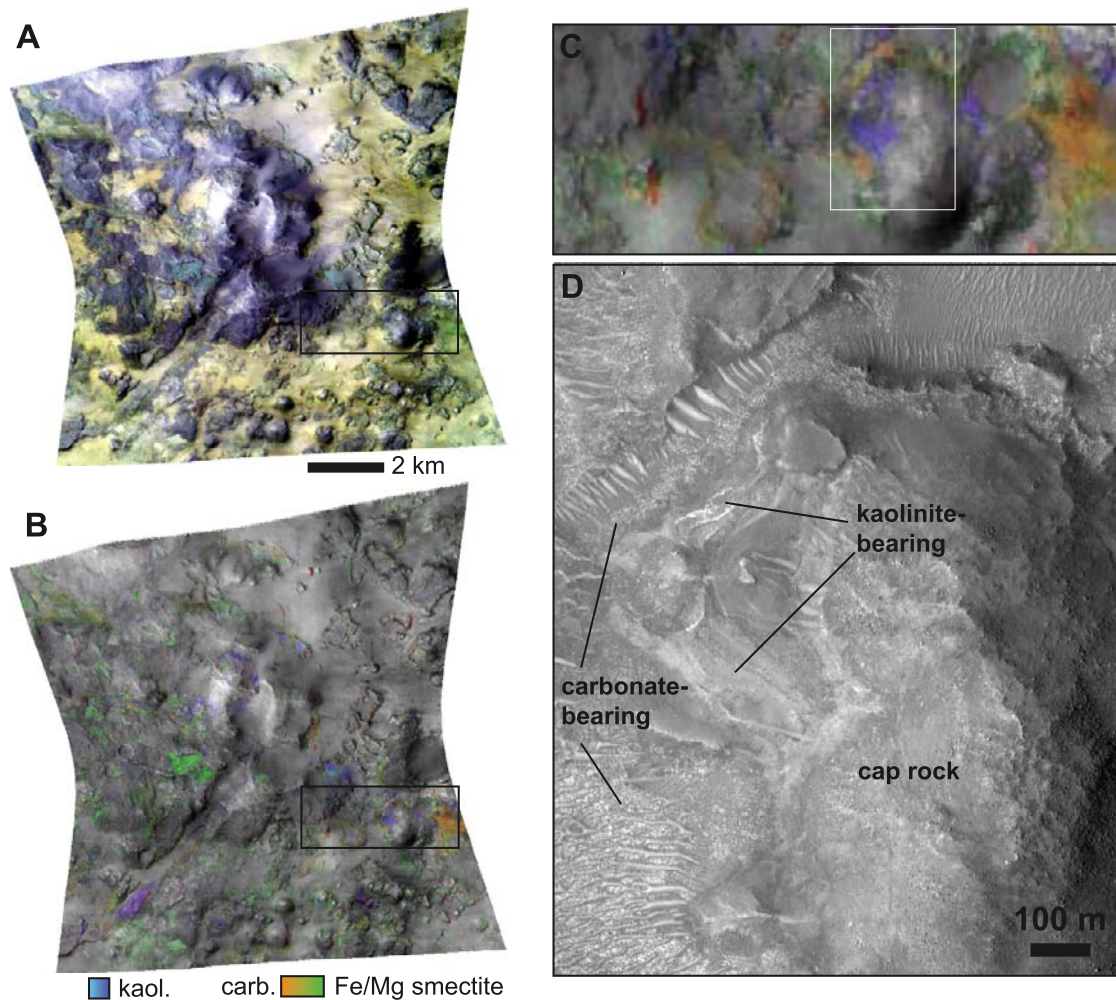 A
2 km
B
kaol.
carb.
Fe/Mg smectite
C
D
kaolinite-
bearing
carbonate-
bearing
cap rock
100 m